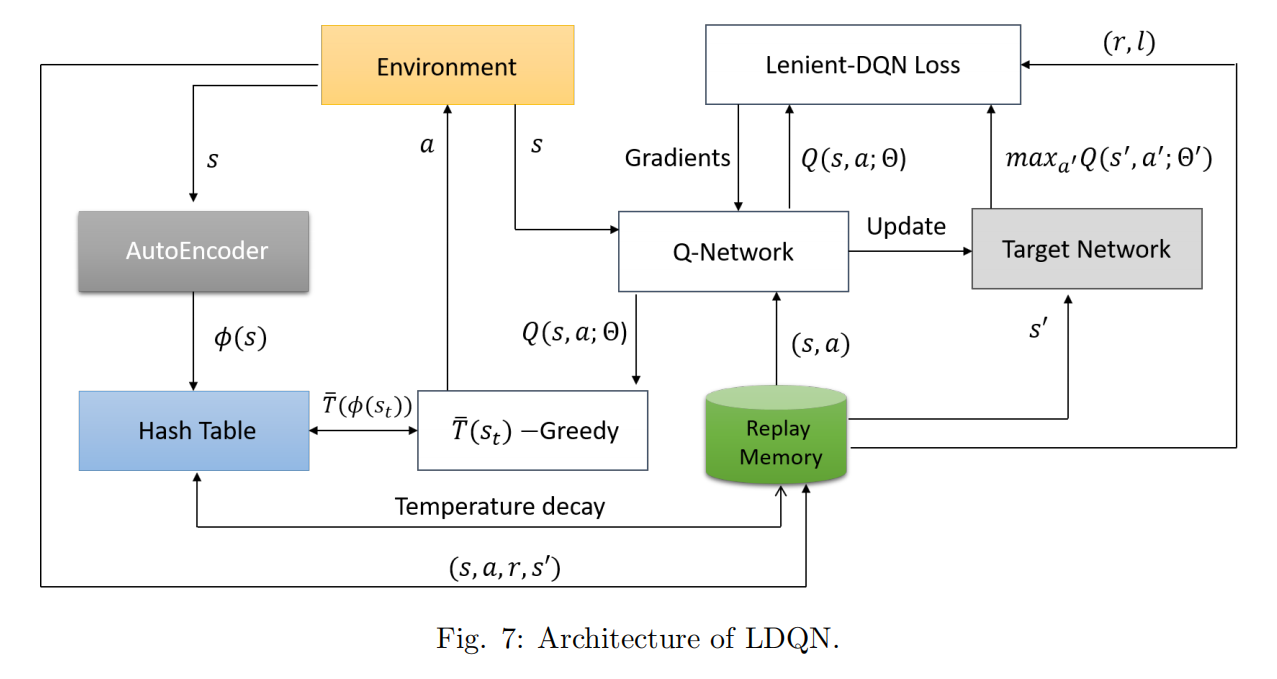 Environment
Lenient-DQN Loss
(r, l)
s
a
s
Gradients
Q(s, a; Θ)
max_{a′}Q(s′, a′; Θ′)
AutoEncoder
Q-Network
Update
Target Network
ϕ(s)
Q(s, a; Θ)
(s, a)
s′
Hash Table
T̄(ϕ(s_t))
T̄(s_t) −Greedy
Replay
Memory
Temperature decay
(s, a, r, s′)
Fig. 7: Architecture of LDQN.